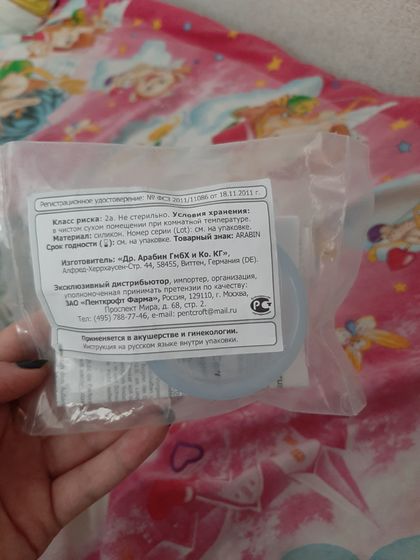 Регистрационное удостоверение: № ФСЗ 2011/11086 от 18.11.2011 г.
Класс риска: 2а. Не стерильно. Условия хранения:
в чистом сухом помещении при комнатной температуре.
Материал: силикон. Номер серии (Lot): см. на упаковке.
Срок годности: см. на упаковке. Товарный знак: ARABIN
Изготовитель: «Др. Арабин ГмбХ и Ко. КГ»,
Алфред-Херрхаусен-Стр. 44, 58455, Виттен, Германия (DE).
Эксклюзивный дистрибьютор, импортер, организация,
уполномоченная принимать претензии по качеству:
ЗАО «Пенткрофт Фарма», Россия, 129110, г. Москва,
Проспект Мира, д. 68, стр. 2.
Тел: (495) 788-77-46, e-mail: pentcroft@mail.ru
Применяется в акушерстве и гинекологии.
Инструкция на русском языке внутри упаковки.